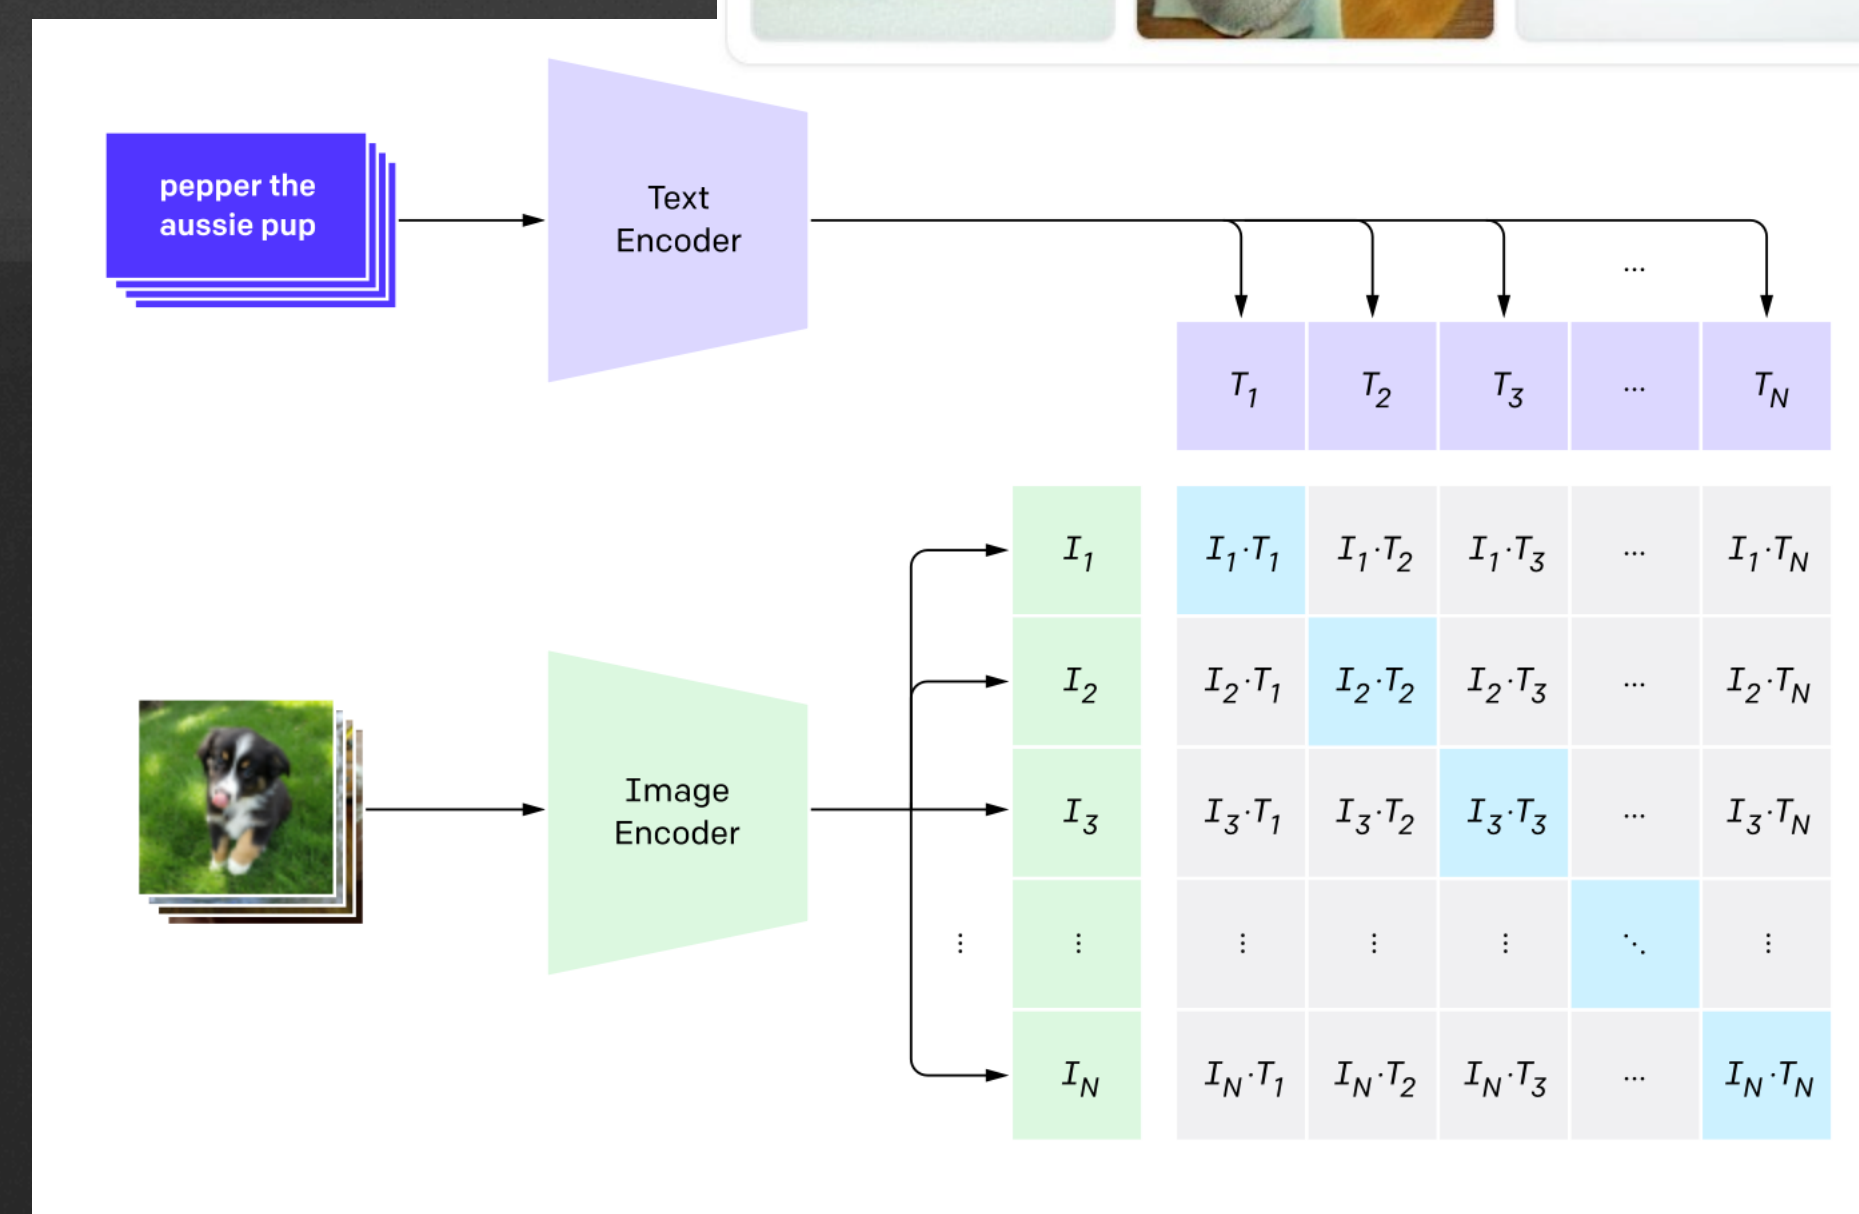 pepper the
aussie pup
Text
Encoder
...
T1 T2 T3 ... TN
I1 I1·T1 I1·T2 I1·T3 ... I1·TN
I2 I2·T1 I2·T2 I2·T3 ... I2·TN
Image
Encoder
I3 I3·T1 I3·T2 I3·T3 ... I3·TN
⋮ ⋮ ⋮ ⋮ ⋮ ⋱ ⋮
IN IN·T1 IN·T2 IN·T3 ... IN·TN